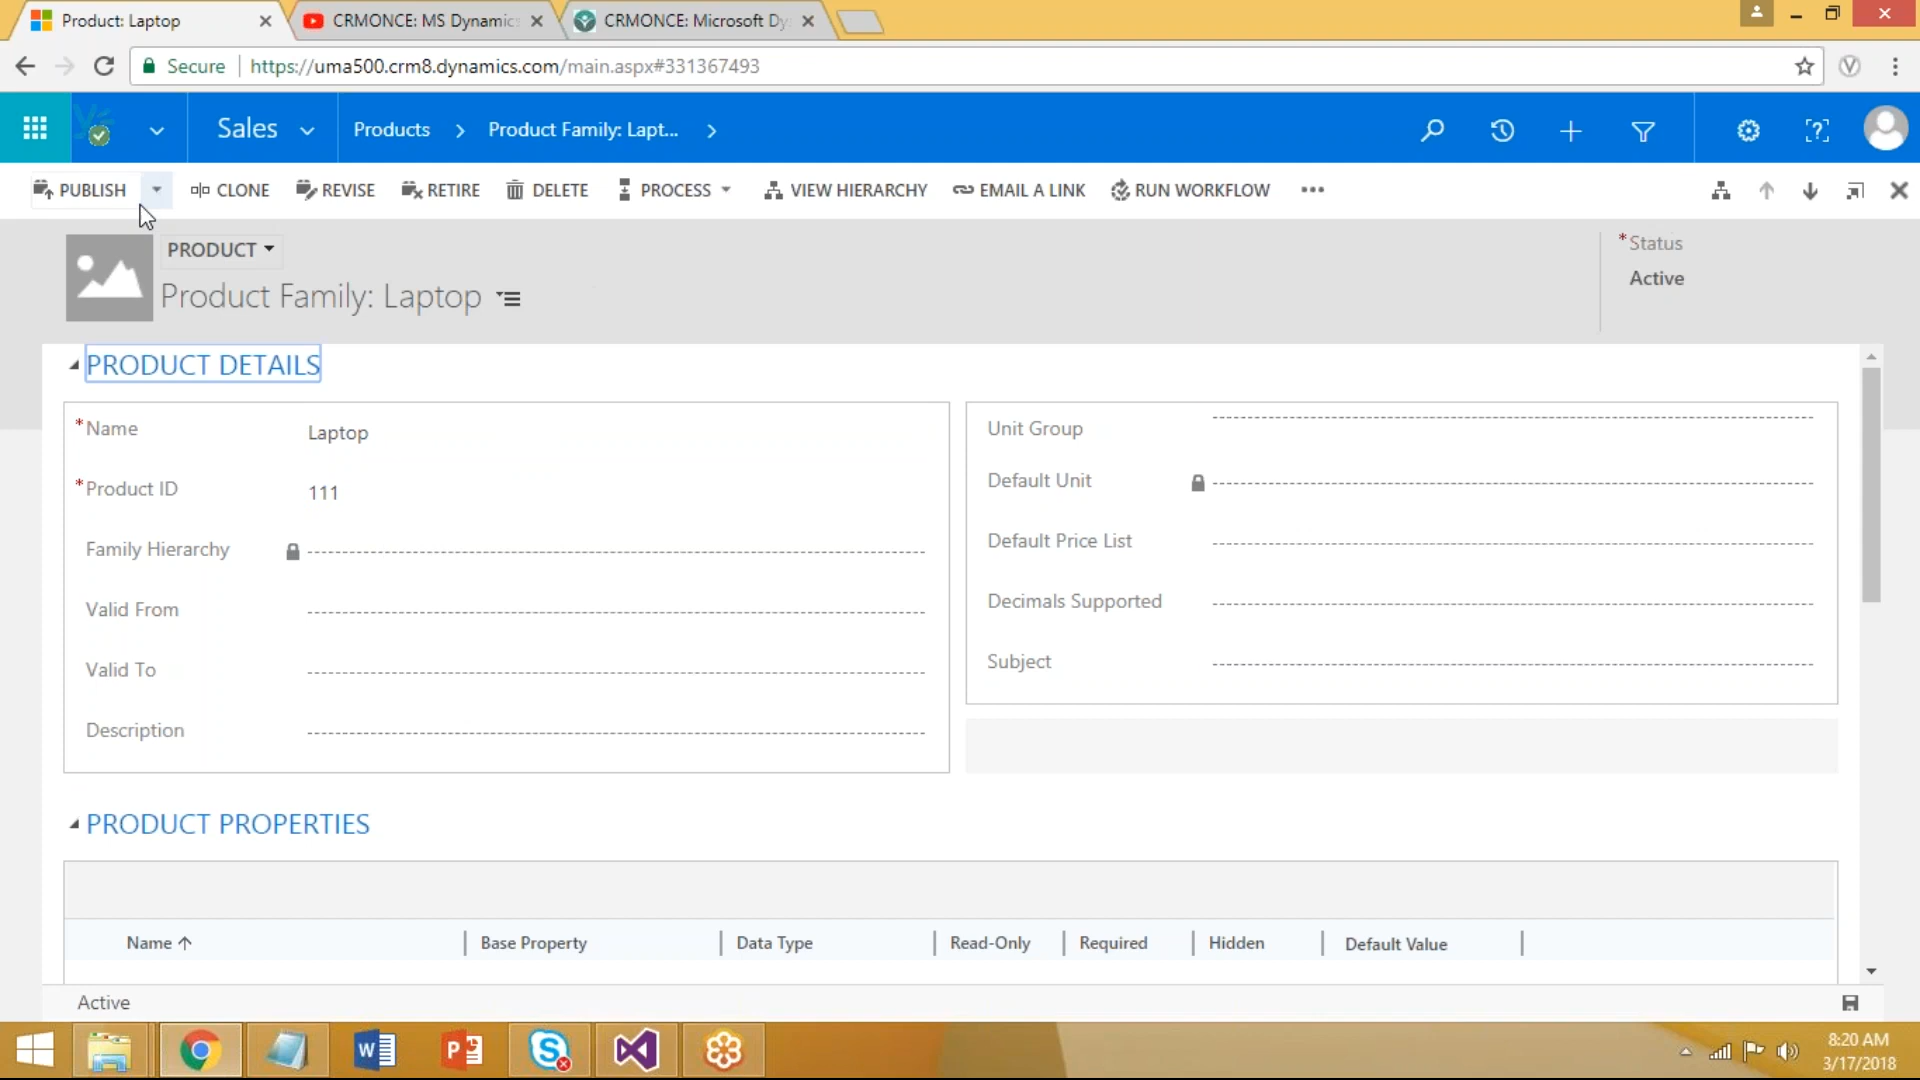 Product: Laptop
CRMONCE: MS Dynamics
CRMONCE: Microsoft Dy
Secure
https://uma500.crm8.dynamics.com/main.aspx#331367493
Sales
Products > Product Family: Lapt... >
PUBLISH CLONE REVISE RETIRE DELETE PROCESS VIEW HIERARCHY EMAIL A LINK RUN WORKFLOW •••
PRODUCT
Product Family: Laptop
*Status
Active
PRODUCT DETAILS
*Name Laptop
*Product ID 111
Family Hierarchy
Valid From
Valid To
Description
Unit Group
Default Unit
Default Price List
Decimals Supported
Subject
PRODUCT PROPERTIES
Name Base Property Data Type Read-Only Required Hidden Default Value
Active
8:20 AM
3/17/2018